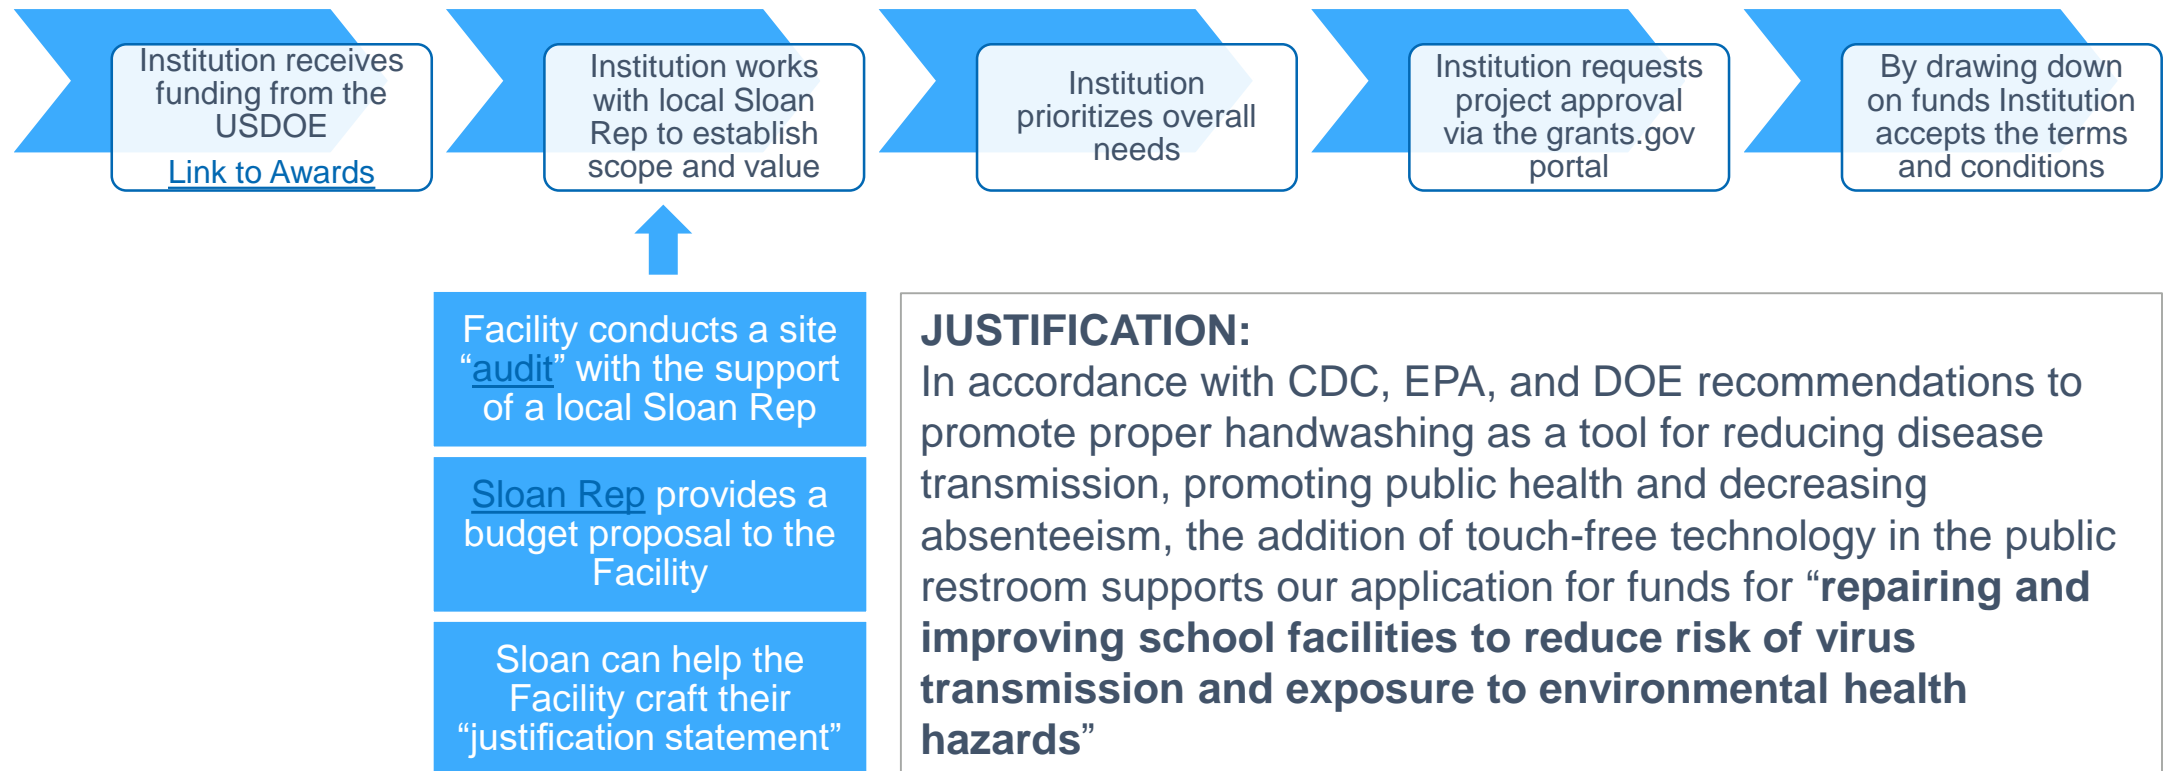 Institution receives
funding from the
USDOE
Link to Awards
Institution works
with local Sloan
Rep to establish
scope and value
Institution
prioritizes overall
needs
Institution requests
project approval
via the grants.gov
portal
By drawing down
on funds Institution
accepts the terms
and conditions
Facility conducts a site
“audit” with the support
of a local Sloan Rep
Sloan Rep provides a
budget proposal to the
Facility
Sloan can help the
Facility craft their
“justification statement”
JUSTIFICATION:
In accordance with CDC, EPA, and DOE recommendations to
promote proper handwashing as a tool for reducing disease
transmission, promoting public health and decreasing
absenteeism, the addition of touch-free technology in the public
restroom supports our application for funds for “repairing and
improving school facilities to reduce risk of virus
transmission and exposure to environmental health
hazards”